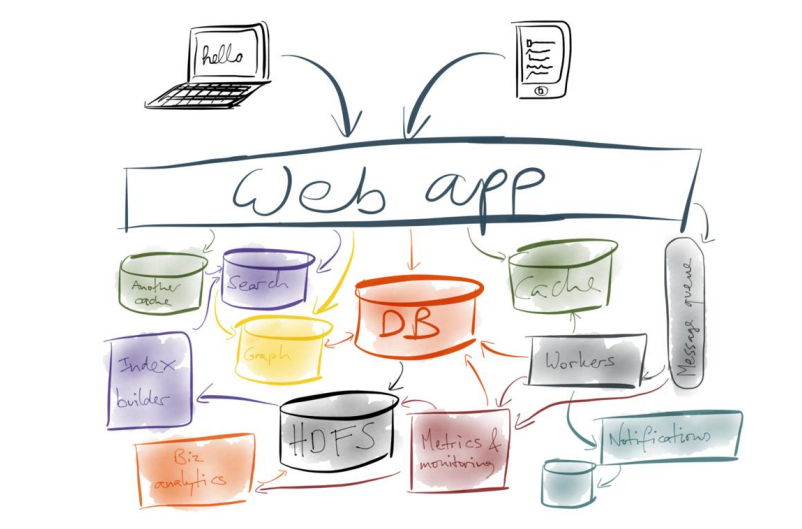 hello
Web app
Another
cache
Search
Cache
Message queue
DB
Graph
Workers
Index
builder
HDFS
Metrics &
monitoring
Notifications
Biz
analytics